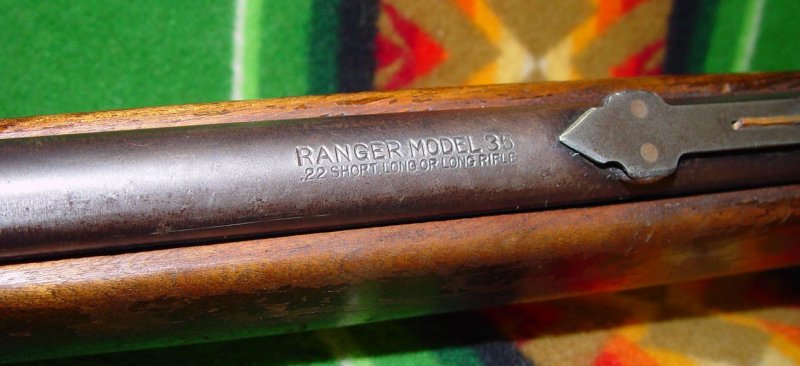 RANGER MODEL 35
.22 SHORT, LONG OR LONG RIFLE